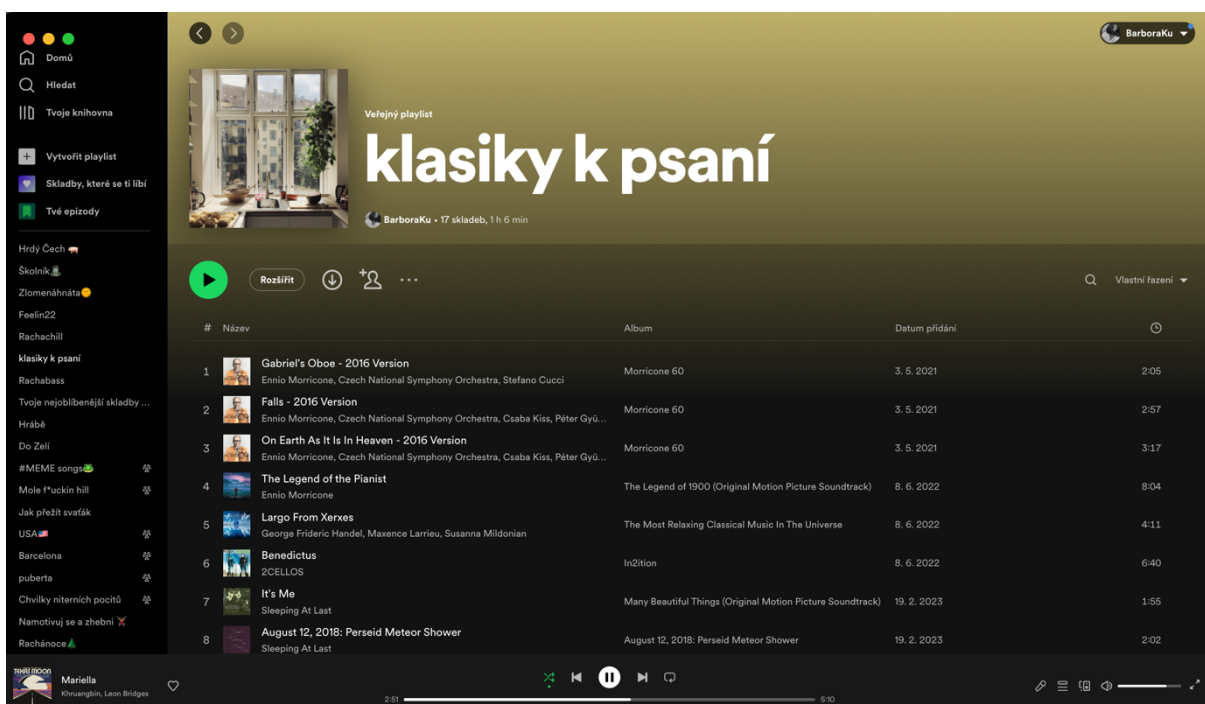 Domů
Hledat
Tvoje knihovna
Vytvořit playlist
Skladby, které se ti líbí
Tvé epizody
Hrdý Čech 🐖
Školník
Zlomenáhnáta🌞
Feelin22
Rachachill
klasiky k psaní
Rachabass
Tvoje nejoblíbenější skladby ...
Hrábě
Do Zelí
#MEME songs🐸
Mole f*uckin hill
Jak přežít svaťák
USA🇺🇸
Barcelona
puberta
Chvilky niterních pocitů
Namotivuj se a zhebni
Rachánoce🎄
BarboraKu
Veřejný playlist
klasiky k psaní
BarboraKu • 17 skladeb, 1 h 6 min
Rozšířit
Vlastní řazení
# Název Album Datum přidání
1 Gabriel's Oboe - 2016 Version Morricone 60 3. 5. 2021 2:05
Ennio Morricone, Czech National Symphony Orchestra, Stefano Cucci
2 Falls - 2016 Version Morricone 60 3. 5. 2021 2:57
Ennio Morricone, Czech National Symphony Orchestra, Csaba Kiss, Péter Gyü...
3 On Earth As It Is In Heaven - 2016 Version Morricone 60 3. 5. 2021 3:17
Ennio Morricone, Czech National Symphony Orchestra, Csaba Kiss, Péter Gyü...
4 The Legend of the Pianist The Legend of 1900 (Original Motion Picture Soundtrack) 8. 6. 2022 8:04
Ennio Morricone
5 Largo From Xerxes The Most Relaxing Classical Music In The Universe 8. 6. 2022 4:11
George Frideric Handel, Maxence Larrieu, Susanna Mildonian
6 Benedictus In2ition 8. 6. 2022 6:40
2CELLOS
7 It's Me Many Beautiful Things (Original Motion Picture Soundtrack) 19. 2. 2023 1:55
Sleeping At Last
8 August 12, 2018: Perseid Meteor Shower August 12, 2018: Perseid Meteor Shower 19. 2. 2023 2:02
Sleeping At Last
TEXAS MOON
Mariella
Khruangbin, Leon Bridges
2:51 5:10